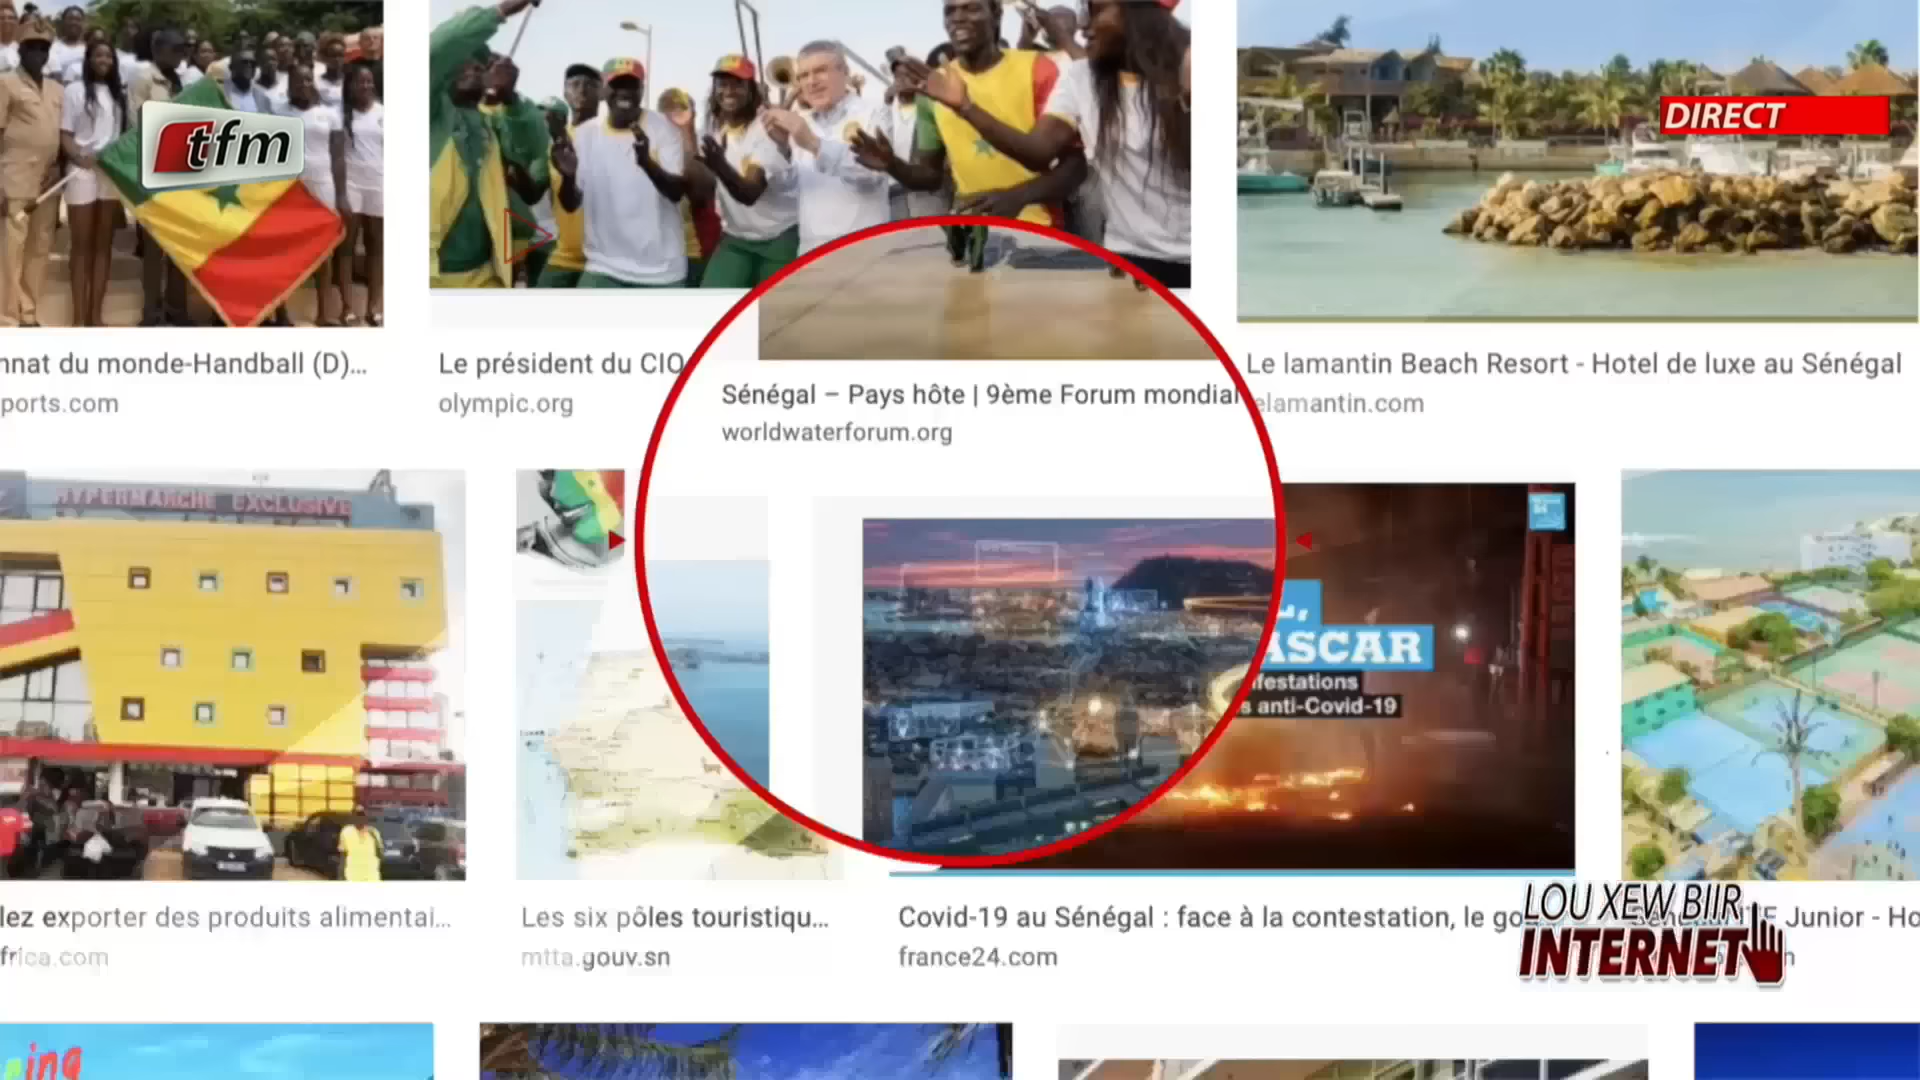 tfm
DIRECT
nnat du monde-Handball (D)...
ports.com
Le président du CIO
olympic.org
Sénégal – Pays hôte | 9ème Forum mondial
worldwaterforum.org
Le lamantin Beach Resort - Hotel de luxe au Sénégal
elamantin.com
HYPERMARCHE EXCLUSIVE
ASCAR
ifestations
s anti-Covid-19
lez exporter des produits alimentai...
frica.com
Les six pôles touristiqu...
mtta.gouv.sn
Covid-19 au Sénégal : face à la contestation, le go
france24.com
Junior - Ho
LOU XEW BIIR
INTERNET
ing